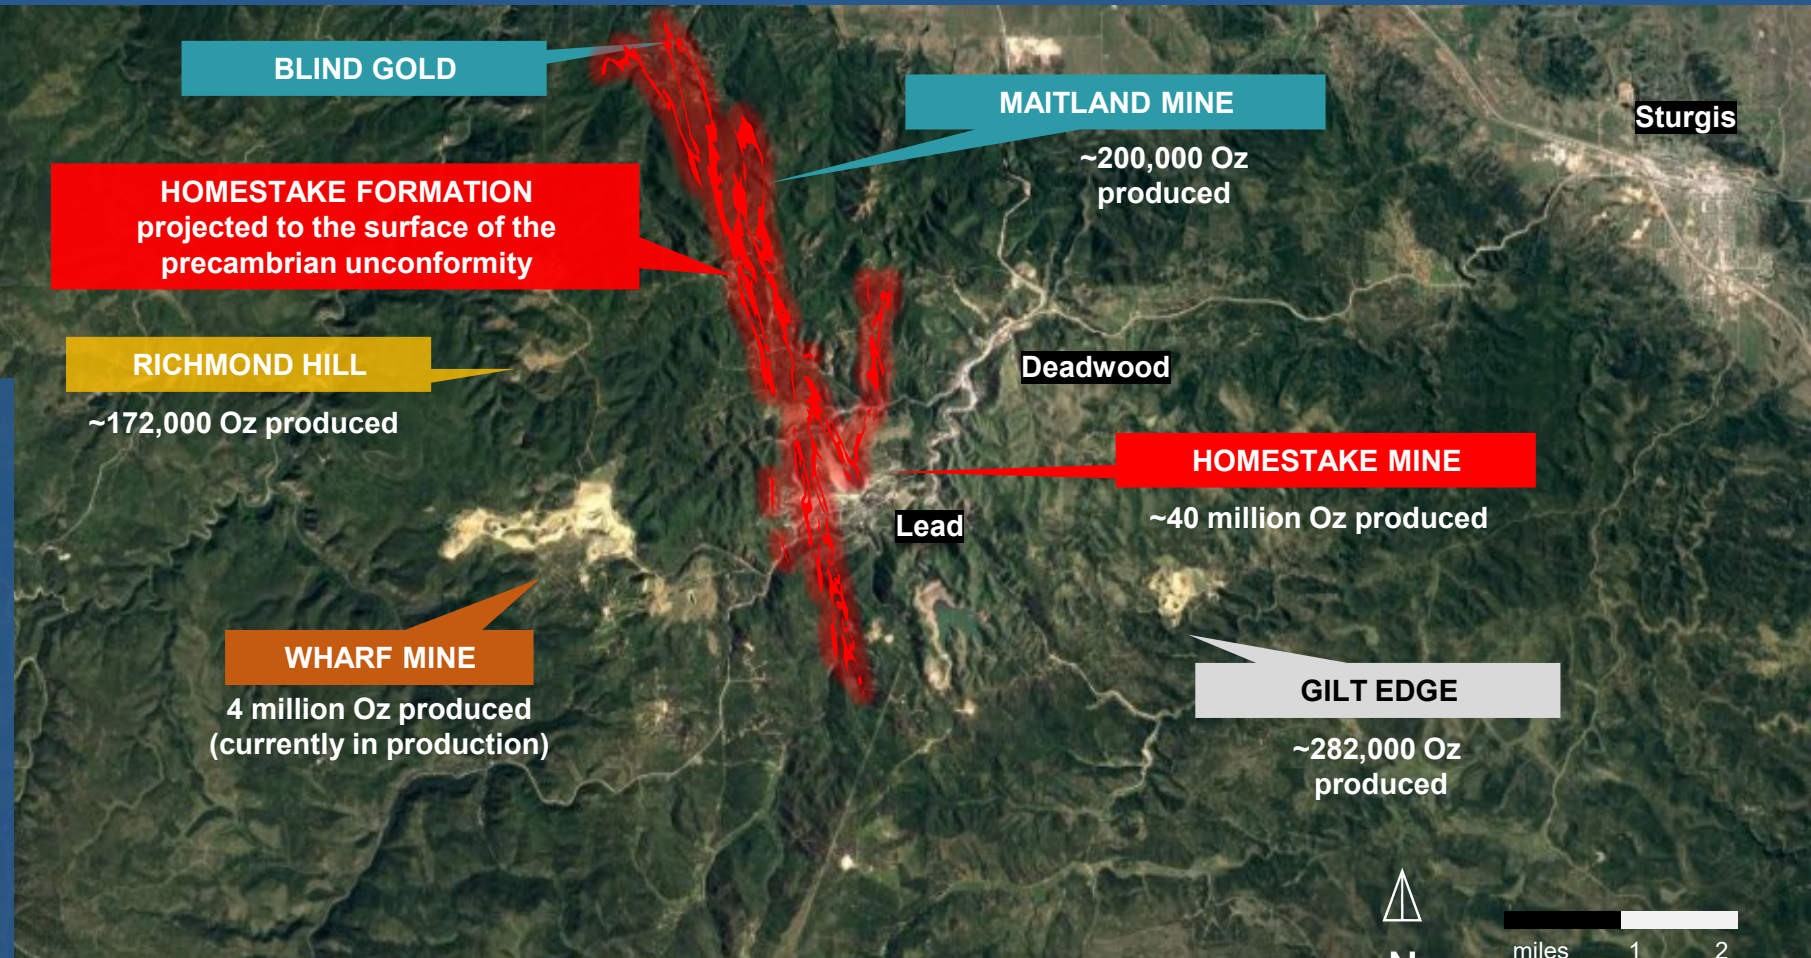 BLIND GOLD
MAITLAND MINE
~200,000 Oz
produced
Sturgis
HOMESTAKE FORMATION
projected to the surface of the
precambrian unconformity
RICHMOND HILL
~172,000 Oz produced
Deadwood
HOMESTAKE MINE
~40 million Oz produced
Lead
WHARF MINE
4 million Oz produced
(currently in production)
GILT EDGE
~282,000 Oz
produced
N
miles 1 2